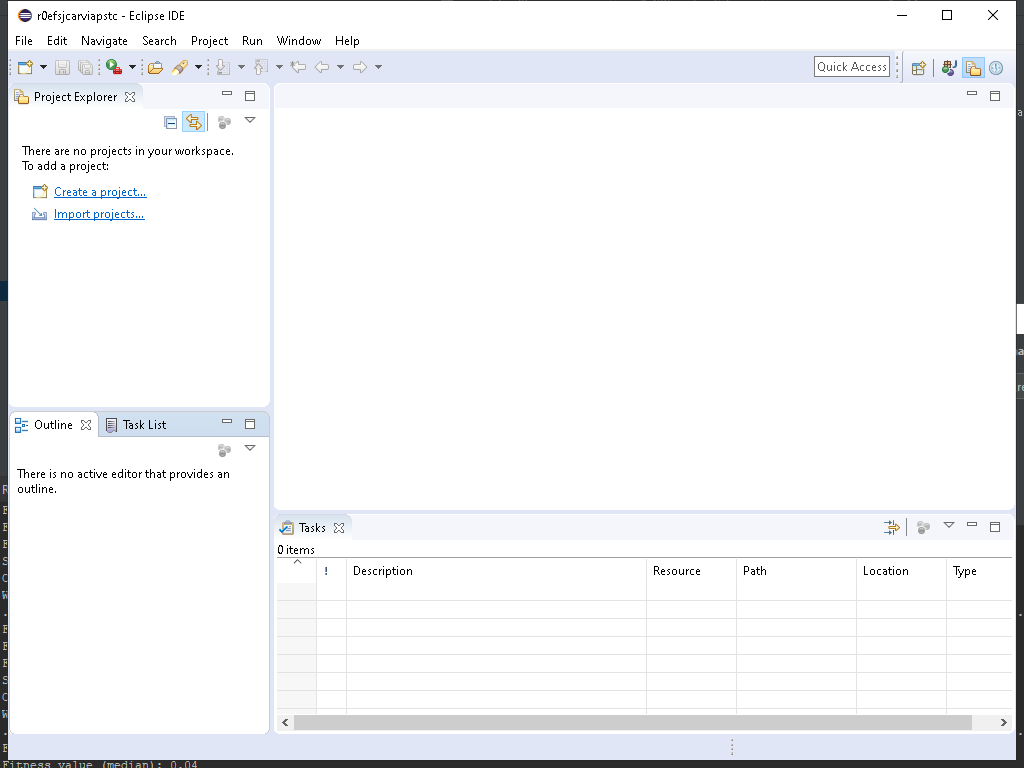 r0efsjcarviapstc - Eclipse IDE
File Edit Navigate Search Project Run Window Help
Quick Access
Project Explorer
There are no projects in your workspace.
To add a project:
Create a project...
Import projects...
Outline Task List
There is no active editor that provides an
outline.
Tasks
0 items
! Description Resource Path Location Type
Fitness value (median): 0.04